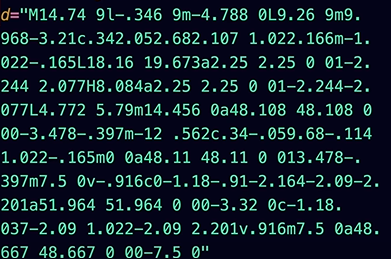 d="M14.74 9l-.346 9m-4.788 0L9.26 9m9.
968-3.21c.342.052.682.107 1.022.166m-1.
022-.165L18.16 19.673a2.25 2.25 0 01-2.
244 2.077H8.084a2.25 2.25 0 01-2.244-2.
077L4.772 5.79m14.456 0a48.108 48.108 0
00-3.478-.397m-12 .562c.34-.059.68-.114
1.022-.165m0 0a48.11 48.11 0 013.478-.
397m7.5 0v-.916c0-1.18-.91-2.164-2.09-2.
201a51.964 51.964 0 00-3.32 0c-1.18.
037-2.09 1.022-2.09 2.201v.916m7.5 0a48.
667 48.667 0 00-7.5 0"